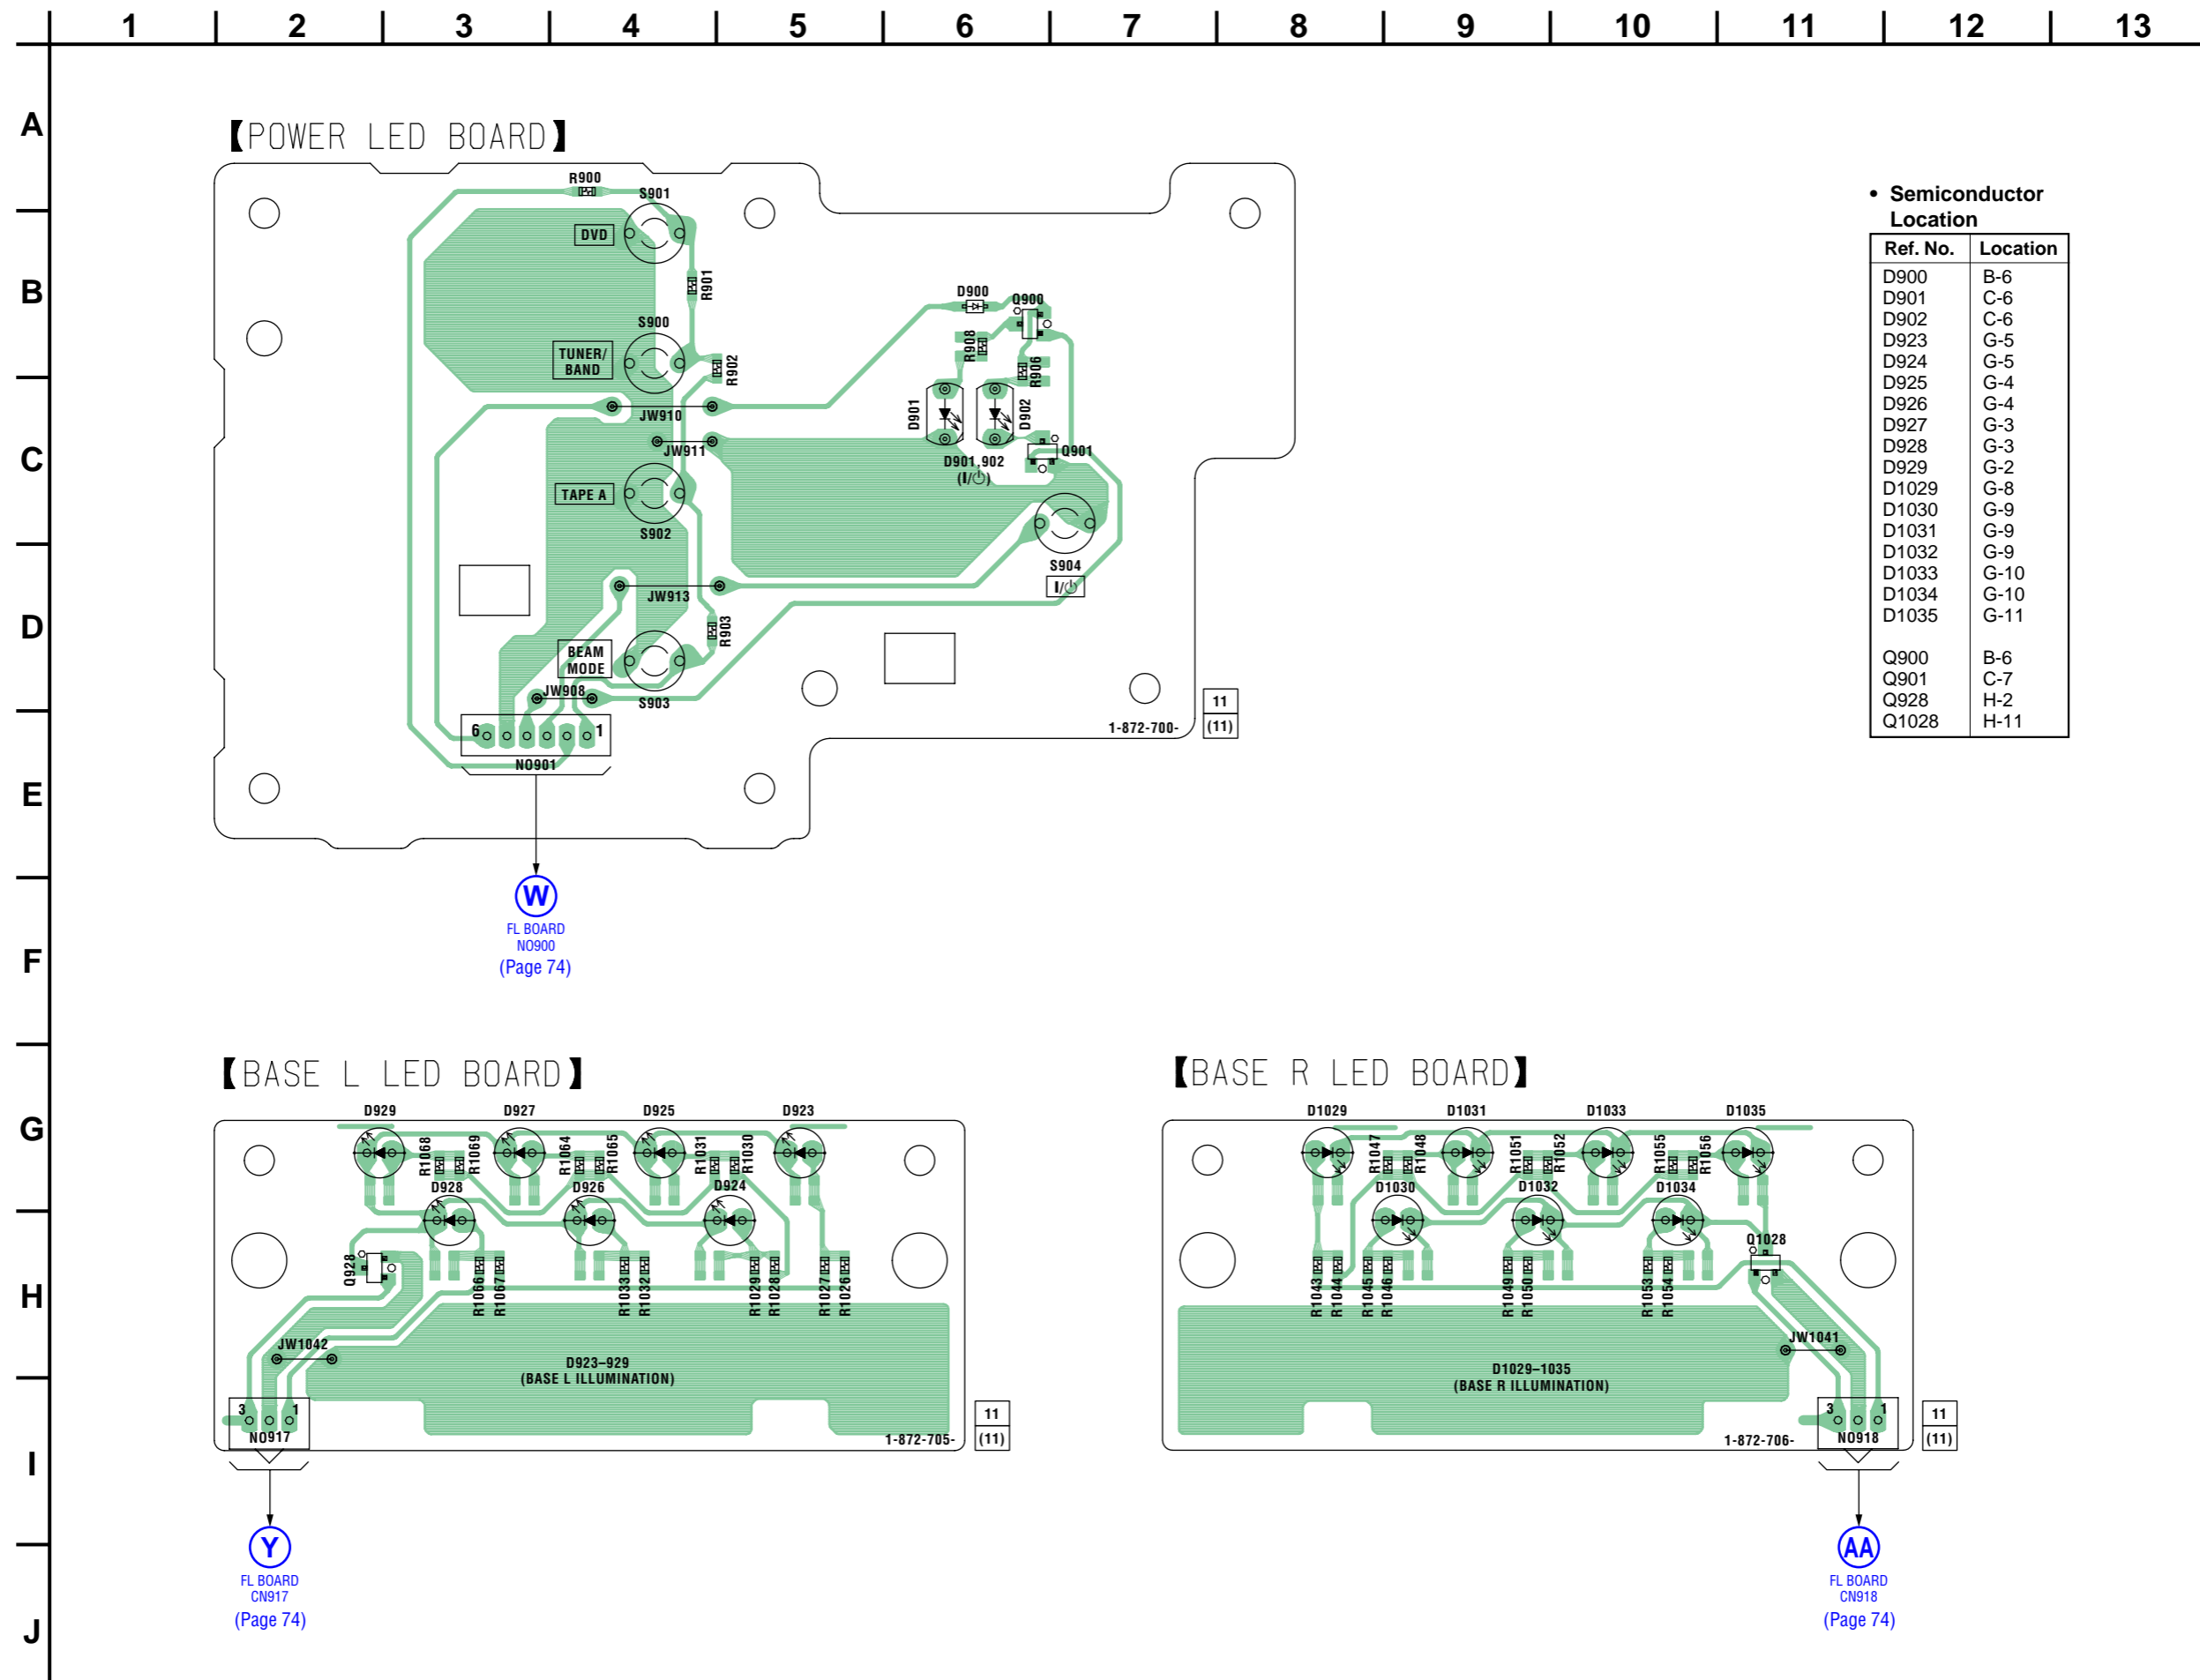 1 2 3 4 5 6 7 8 9 10 11 12 13
A
B
C
D
E
F
G
H
I
J
【POWER LED BOARD】
R900
S901
DVD
R901
S900
TUNER/
BAND
R902
JW910
JW911
TAPE A
S902
JW913
R903
BEAM
MODE
JW908
S903
6 1
NO901
D900
Q900
R908
R906
D901
D902
Q901
D901,902
(I/⏻)
S904
I/⏻
1-872-700-
11
(11)
W
FL BOARD
NO900
(Page 74)
• Semiconductor
Location
Ref. No. Location
D900 B-6
D901 C-6
D902 C-6
D923 G-5
D924 G-5
D925 G-4
D926 G-4
D927 G-3
D928 G-3
D929 G-2
D1029 G-8
D1030 G-9
D1031 G-9
D1032 G-9
D1033 G-10
D1034 G-10
D1035 G-11
Q900 B-6
Q901 C-7
Q928 H-2
Q1028 H-11
【BASE L LED BOARD】
D929 D927 D925 D923
R1068 R1069 R1064 R1065 R1031 R1030
D928 D926 D924
Q928
R1066 R1067 R1033 R1032 R1029 R1028 R1027 R1026
JW1042
D923–929
(BASE L ILLUMINATION)
3 1
NO917
1-872-705-
11
(11)
Y
FL BOARD
CN917
(Page 74)
【BASE R LED BOARD】
D1029 D1031 D1033 D1035
R1047 R1048 R1051 R1052 R1055 R1056
D1030 D1032 D1034
Q1028
R1043 R1044 R1045 R1046 R1049 R1050 R1053 R1054
JW1041
D1029–1035
(BASE R ILLUMINATION)
3 1
NO918
1-872-706-
11
(11)
AA
FL BOARD
CN918
(Page 74)